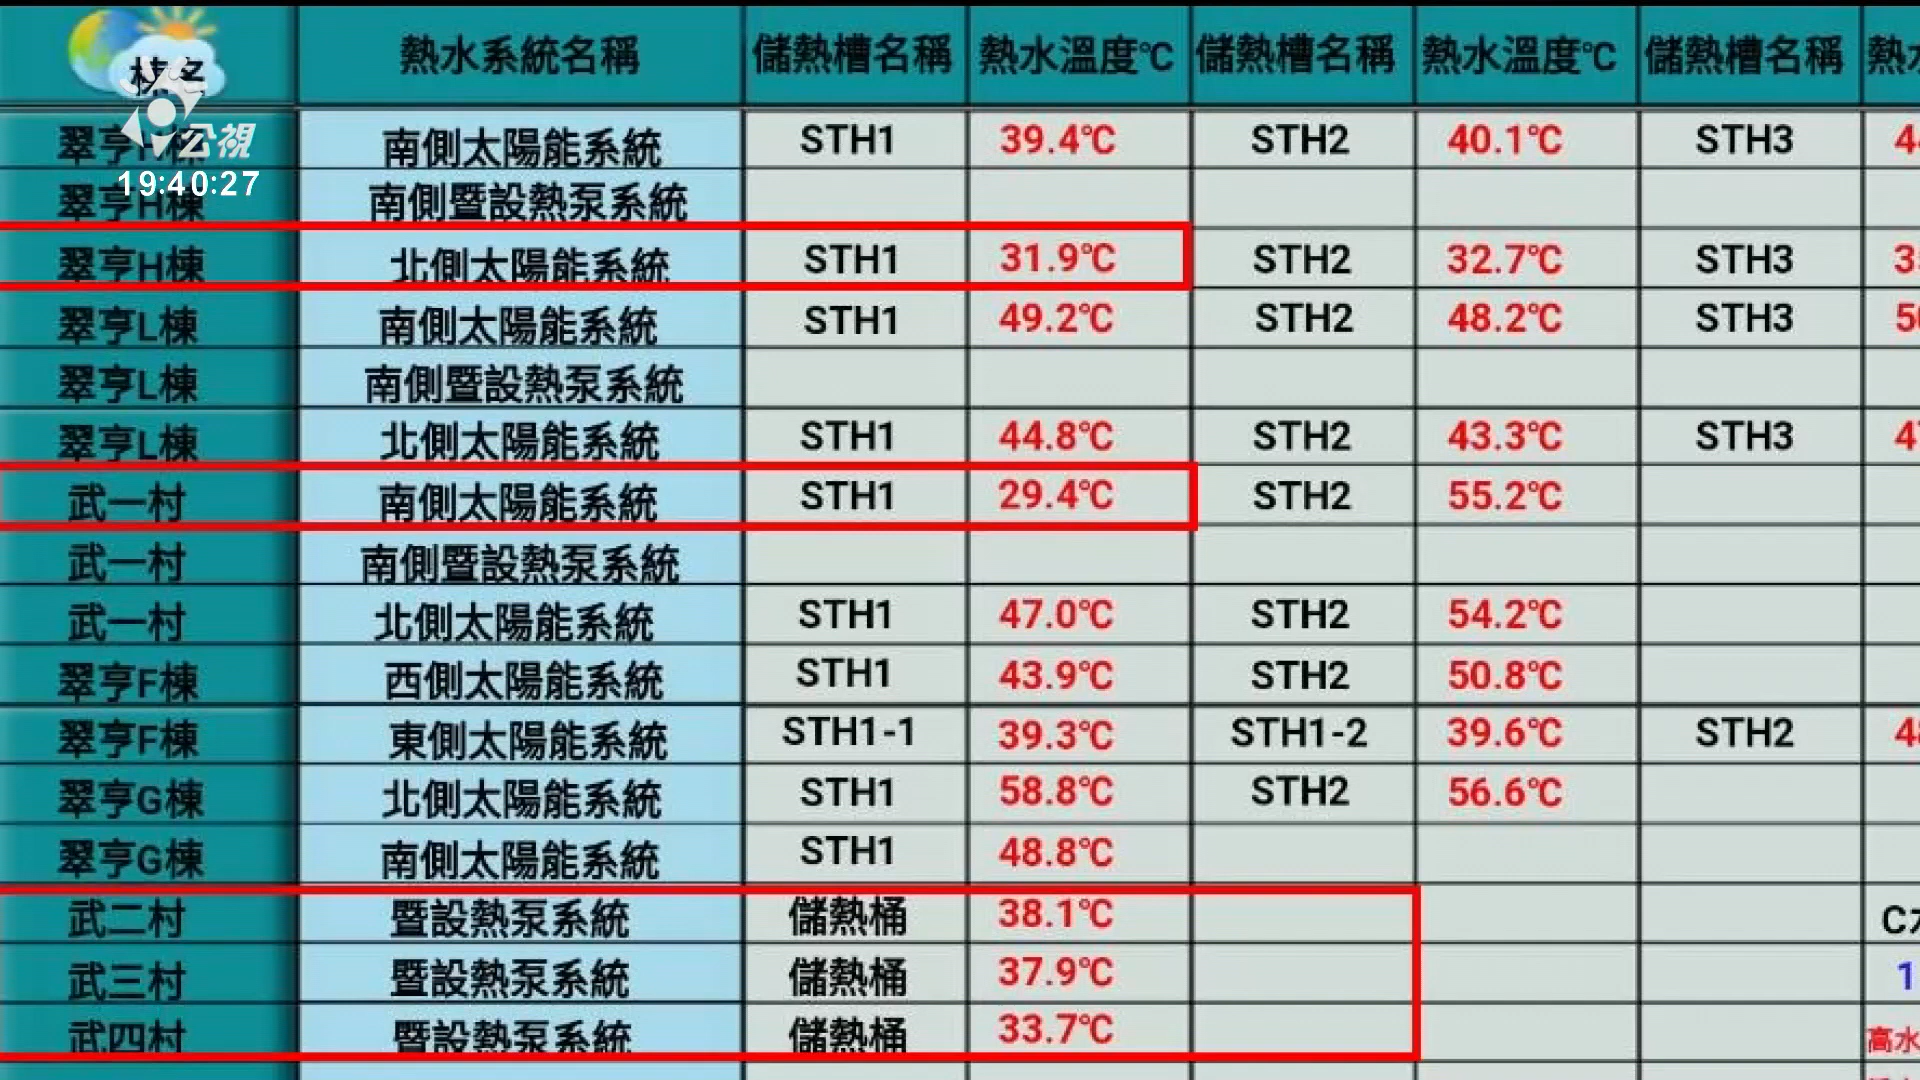 棟名 熱水系統名稱 儲熱槽名稱 熱水溫度℃ 儲熱槽名稱 熱水溫度℃ 儲熱槽名稱
公視
19:40:27
翠亨H棟 南側太陽能系統 STH1 39.4℃ STH2 40.1℃ STH3
翠亨H棟 南側暨設熱泵系統
翠亨H棟 北側太陽能系統 STH1 31.9℃ STH2 32.7℃ STH3
翠亨L棟 南側太陽能系統 STH1 49.2℃ STH2 48.2℃ STH3
翠亨L棟 南側暨設熱泵系統
翠亨L棟 北側太陽能系統 STH1 44.8℃ STH2 43.3℃ STH3
武一村 南側太陽能系統 STH1 29.4℃ STH2 55.2℃
武一村 南側暨設熱泵系統
武一村 北側太陽能系統 STH1 47.0℃ STH2 54.2℃
翠亨F棟 西側太陽能系統 STH1 43.9℃ STH2 50.8℃
翠亨F棟 東側太陽能系統 STH1-1 39.3℃ STH1-2 39.6℃ STH2
翠亨G棟 北側太陽能系統 STH1 58.8℃ STH2 56.6℃
翠亨G棟 南側太陽能系統 STH1 48.8℃
武二村 暨設熱泵系統 儲熱桶 38.1℃
武三村 暨設熱泵系統 儲熱桶 37.9℃
武四村 暨設熱泵系統 儲熱桶 33.7℃ 高水